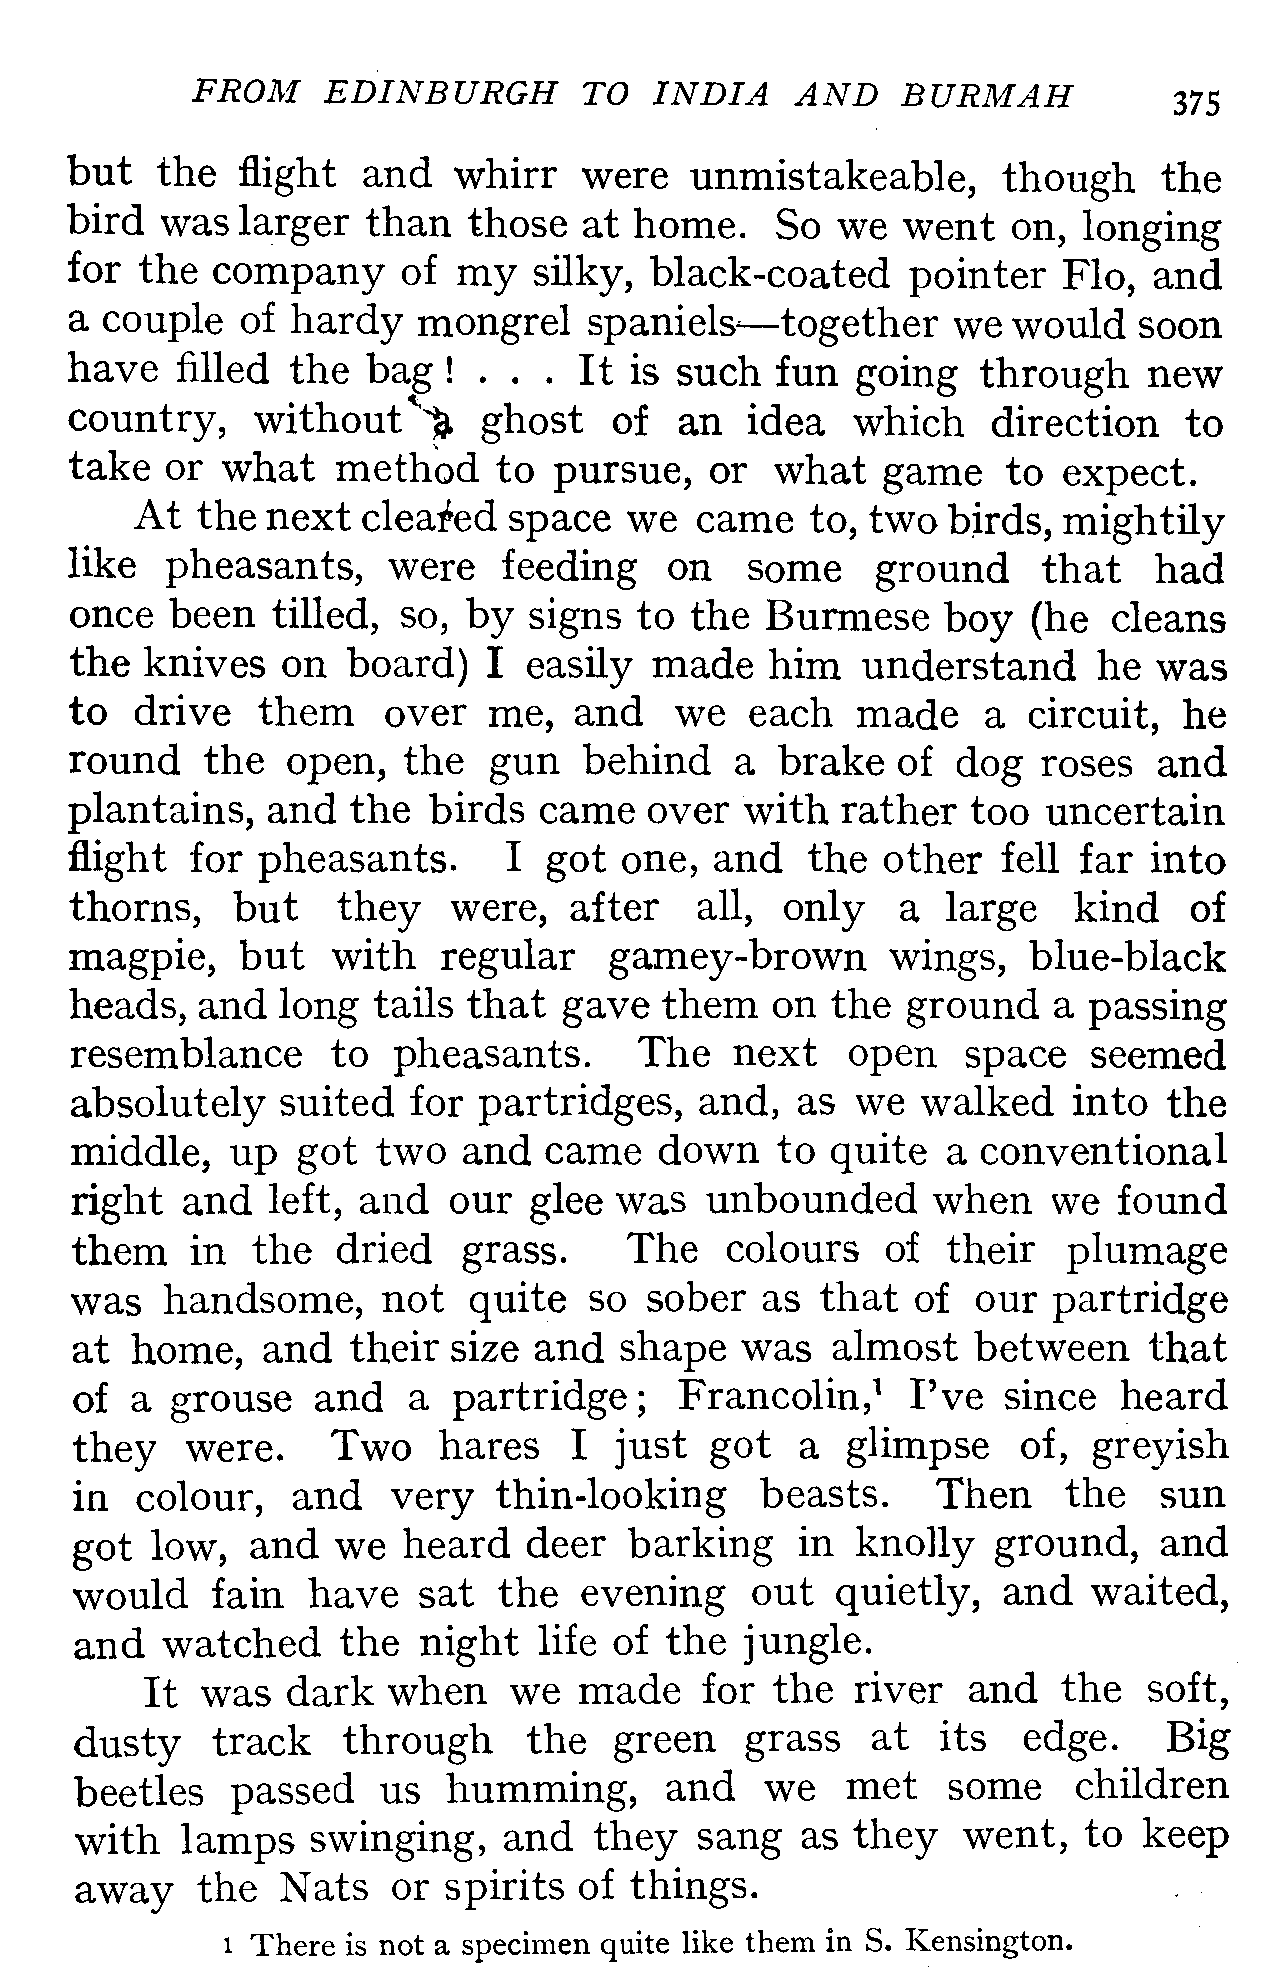 FROM EDINBURGH TO INDIA AND BURMAH 375
but the flight and whirr were unmistakeable, though the
bird was larger than those at home. So we went on, longing
for the company of my silky, black-coated pointer Flo, and
a couple of hardy mongrel spaniels—together we would soon
have filled the bag! . . . It is such fun going through new
country, without a ghost of an idea which direction to
take or what method to pursue, or what game to expect.
At the next cleared space we came to, two birds, mightily
like pheasants, were feeding on some ground that had
once been tilled, so, by signs to the Burmese boy (he cleans
the knives on board) I easily made him understand he was
to drive them over me, and we each made a circuit, he
round the open, the gun behind a brake of dog roses and
plantains, and the birds came over with rather too uncertain
flight for pheasants. I got one, and the other fell far into
thorns, but they were, after all, only a large kind of
magpie, but with regular gamey-brown wings, blue-black
heads, and long tails that gave them on the ground a passing
resemblance to pheasants. The next open space seemed
absolutely suited for partridges, and, as we walked into the
middle, up got two and came down to quite a conventional
right and left, and our glee was unbounded when we found
them in the dried grass. The colours of their plumage
was handsome, not quite so sober as that of our partridge
at home, and their size and shape was almost between that
of a grouse and a partridge; Francolin,¹ I've since heard
they were. Two hares I just got a glimpse of, greyish
in colour, and very thin-looking beasts. Then the sun
got low, and we heard deer barking in knolly ground, and
would fain have sat the evening out quietly, and waited,
and watched the night life of the jungle.
It was dark when we made for the river and the soft,
dusty track through the green grass at its edge. Big
beetles passed us humming, and we met some children
with lamps swinging, and they sang as they went, to keep
away the Nats or spirits of things.
1 There is not a specimen quite like them in S. Kensington.